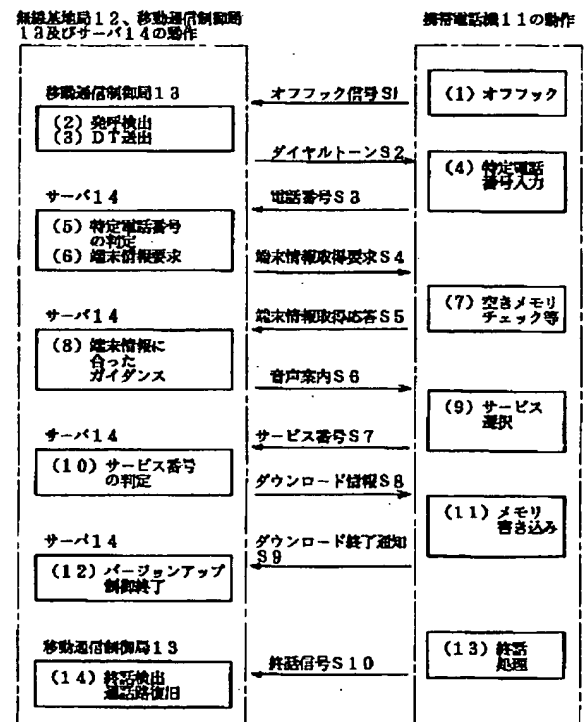 無線基地局12、移動通信制御局
13及びサーバ14の動作
携帯電話機11の動作
移動通信制御局13
オフフック信号S1
(1) オフフック
(2) 発呼検出
(3) DT送出
ダイヤルトーンS2
(4) 特定電話
番号入力
サーバ14
電話番号S3
(5) 特定電話番号
の判定
(6) 端末情報要求
端末情報取得要求S4
サーバ14
端末情報取得応答S5
(7) 空きメモリ
チェック等
(8) 端末情報に
合った
ガイダンス
音声案内S6
(9) サービス
選択
サーバ14
サービス番号S7
(10) サービス番号
の判定
ダウンロード情報S8
(11) メモリ
書き込み
サーバ14
ダウンロード終了通知
S9
(12) バージョンアップ
制御終了
移動通信制御局13
終話信号S10
(13) 終話
処理
(14) 終話検出
通話路復旧